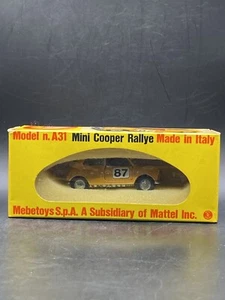 Model n. A31 Mini Cooper Rallye Made in Italy
87
Mebetoys S.p.A. A Subsidiary of Mattel Inc.